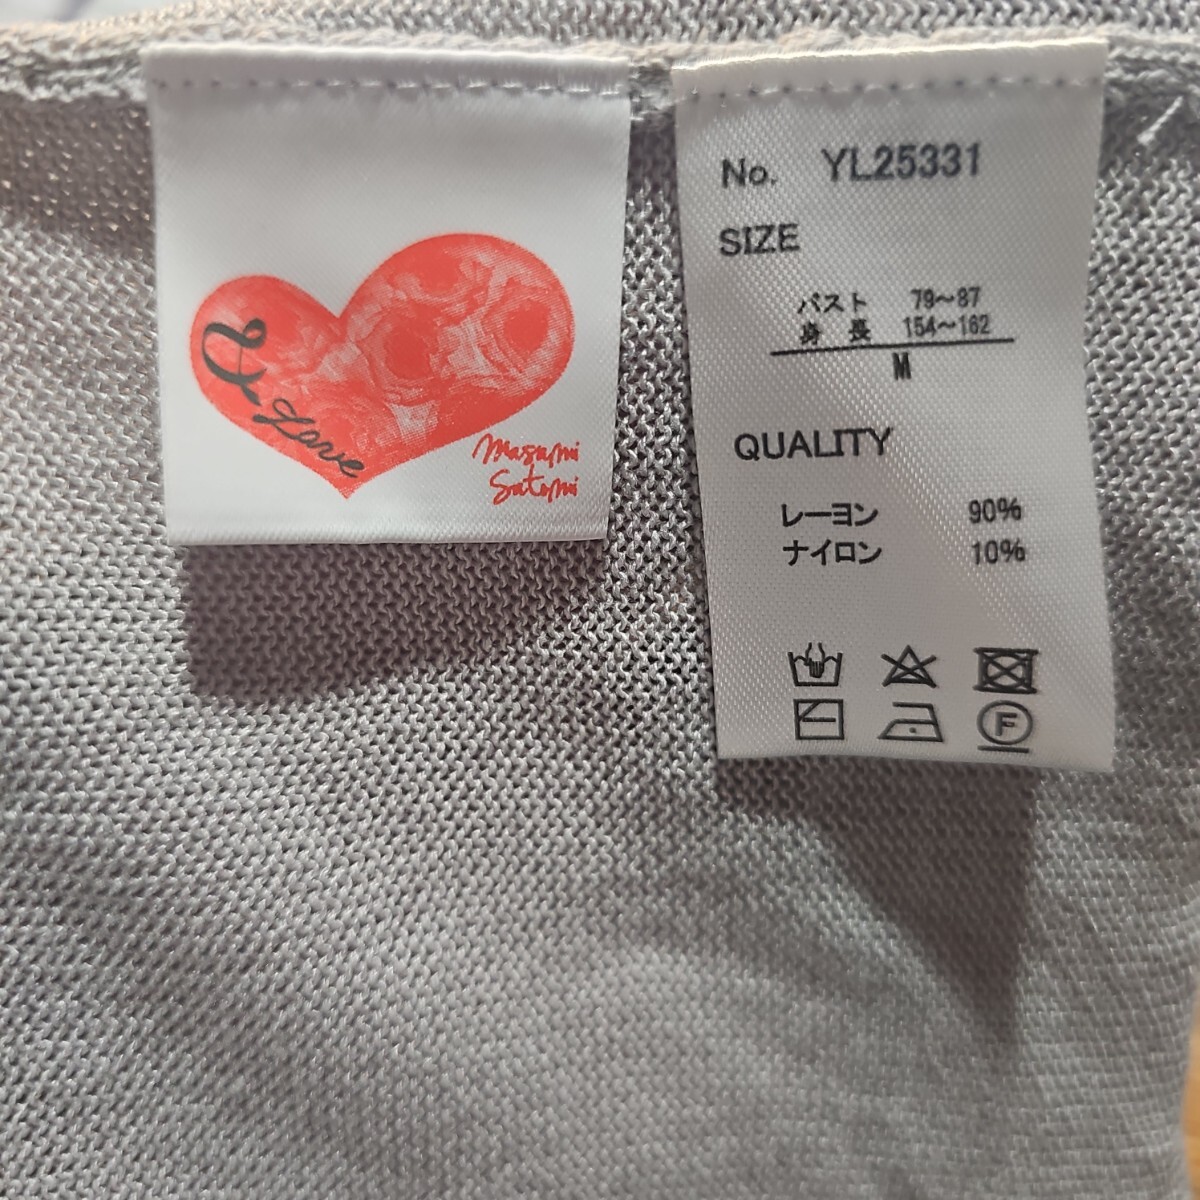 Love
Masumi
Satomi
No. YL25331
SIZE
バスト 79～87
身長 154～162
M
QUALITY
レーヨン 90%
ナイロン 10%
F